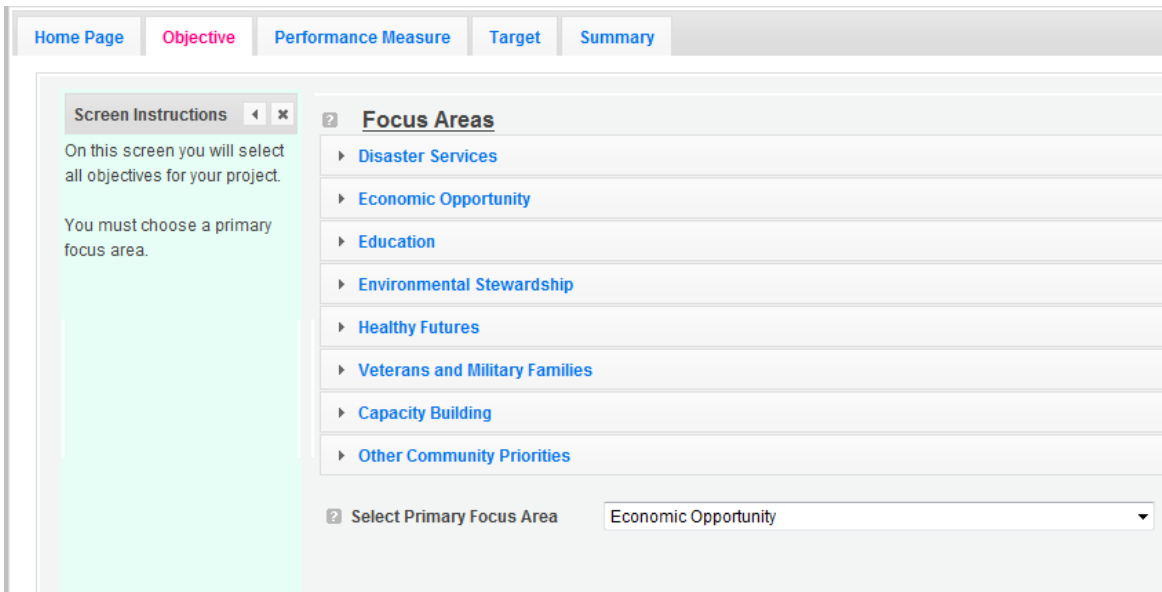 Home Page Objective Performance Measure Target Summary
Screen Instructions
On this screen you will select
all objectives for your project.
You must choose a primary
focus area.
Focus Areas
Disaster Services
Economic Opportunity
Education
Environmental Stewardship
Healthy Futures
Veterans and Military Families
Capacity Building
Other Community Priorities
Select Primary Focus Area Economic Opportunity